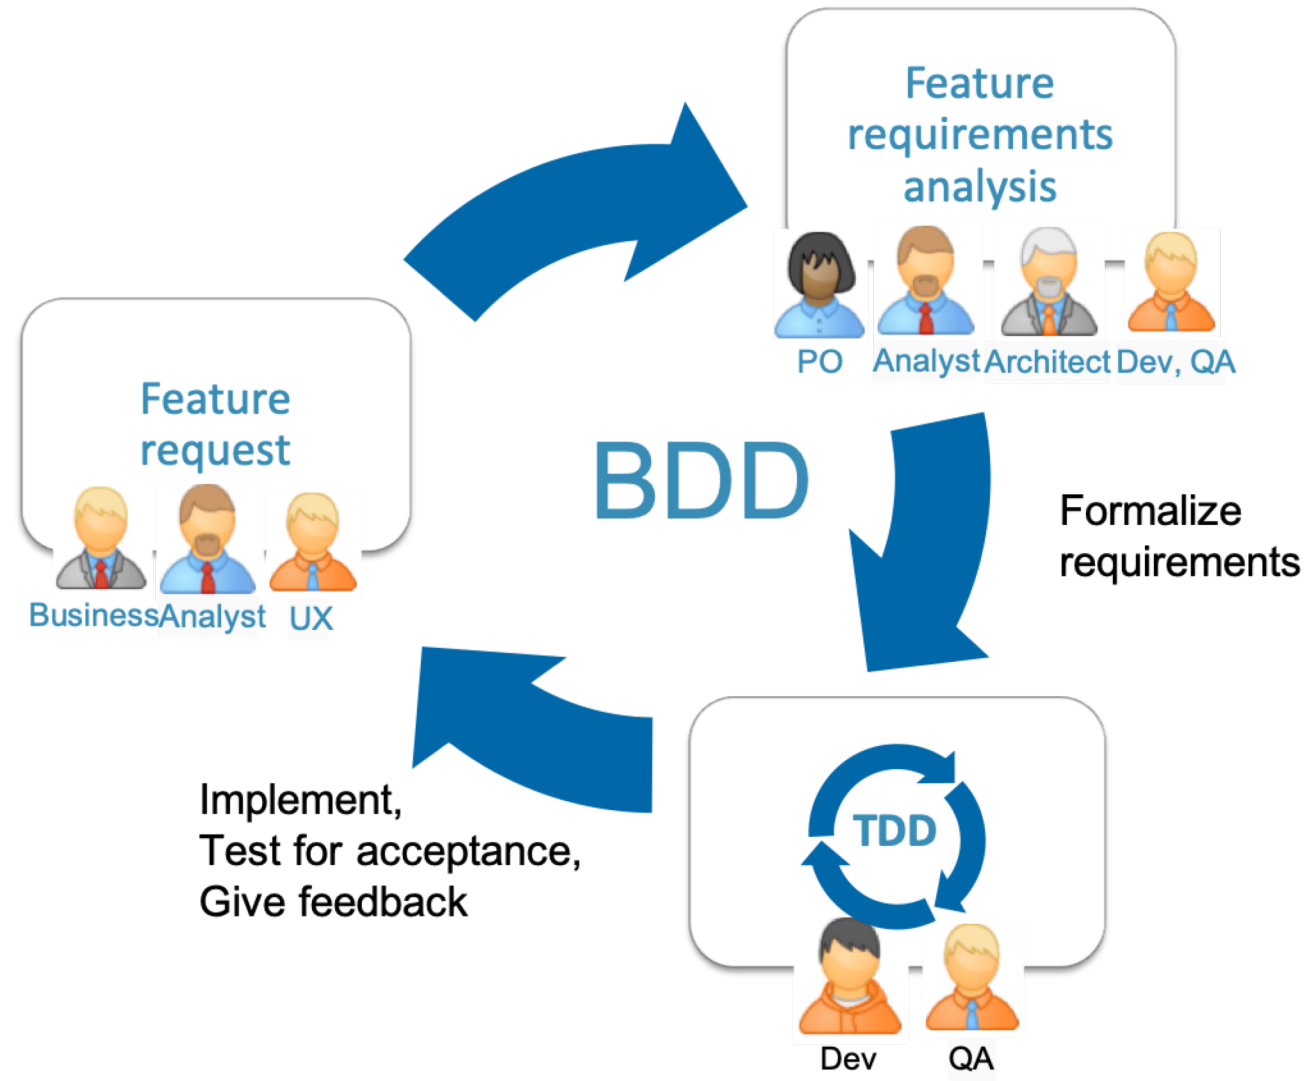 Feature
requirements
analysis
PO Analyst Architect Dev, QA
Feature
request
Business Analyst UX
BDD
Formalize
requirements
TDD
Dev QA
Implement,
Test for acceptance,
Give feedback